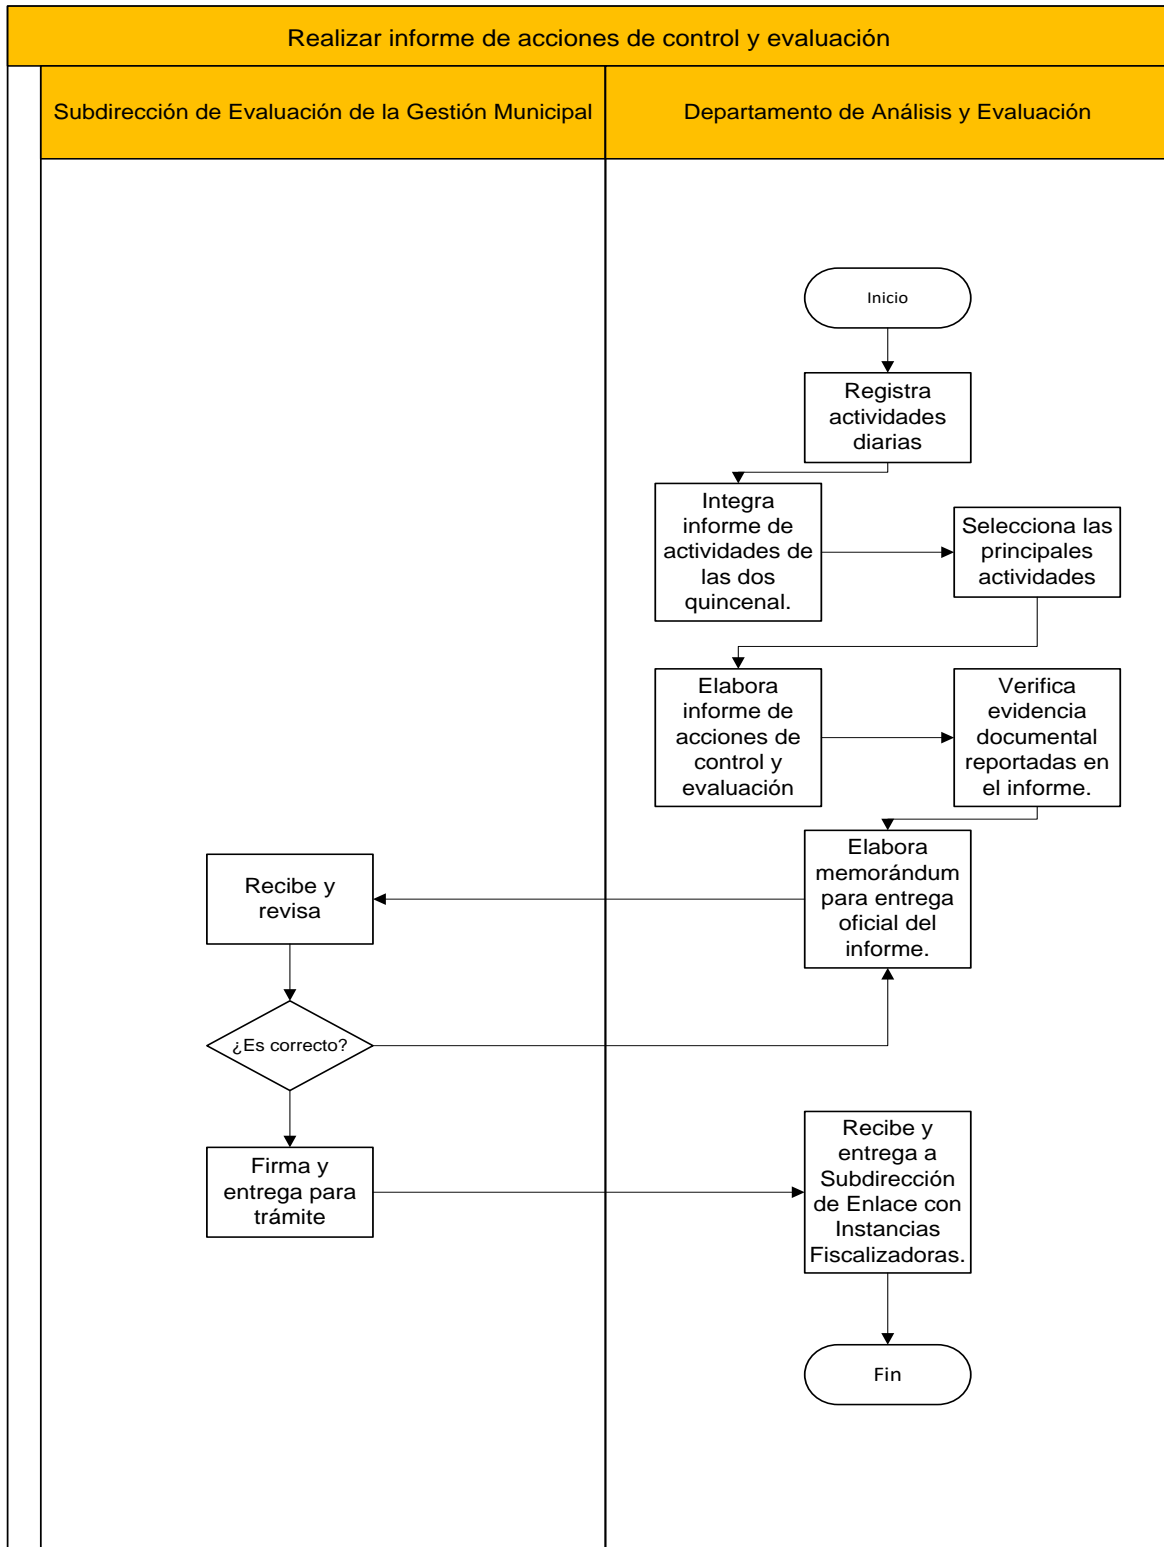 Realizar informe de acciones de control y evaluación
Subdirección de Evaluación de la Gestión Municipal
Departamento de Análisis y Evaluación
Inicio
Registra
actividades
diarias
Integra
informe de
actividades de
las dos
quincenal.
Selecciona las
principales
actividades
Elabora
informe de
acciones de
control y
evaluación
Verifica
evidencia
documental
reportadas en
el informe.
Elabora
memorándum
para entrega
oficial del
informe.
Recibe y
revisa
¿Es correcto?
Firma y
entrega para
trámite
Recibe y
entrega a
Subdirección
de Enlace con
Instancias
Fiscalizadoras.
Fin